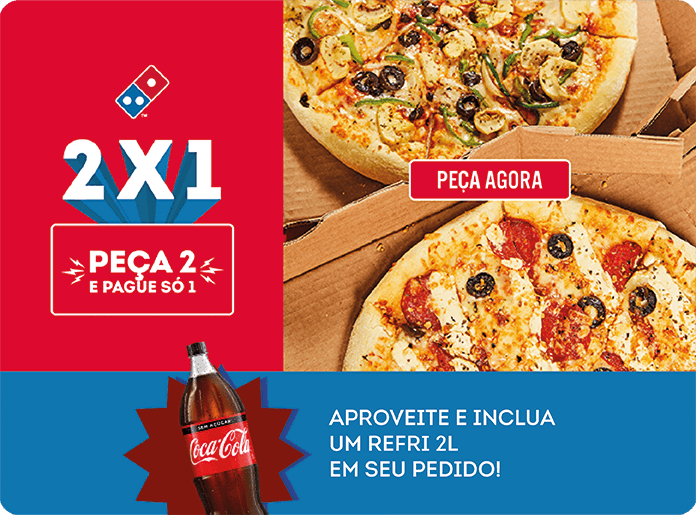 2X1
PEÇA 2
E PAGUE SÓ 1
PEÇA AGORA
SEM AÇÚCAR
Coca-Cola
APROVEITE E INCLUA
UM REFRI 2L
EM SEU PEDIDO!